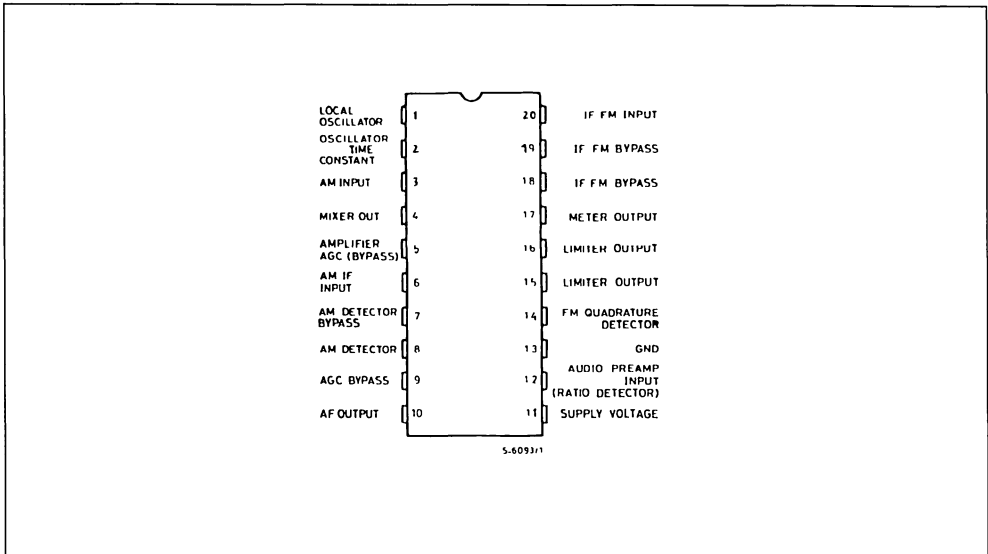 LOCAL
OSCILLATOR
1
OSCILLATOR
TIME
CONSTANT
2
AM INPUT
3
MIXER OUT
4
AMPLIFIER
AGC (BYPASS)
5
AM IF
INPUT
6
AM DETECTOR
BYPASS
7
AM DETECTOR
8
AGC BYPASS
9
AF OUTPUT
10
20
IF FM INPUT
19
IF FM BYPASS
18
IF FM BYPASS
17
METER OUTPUT
16
LIMITER OUTPUT
15
LIMITER OUTPUT
14
FM QUADRATURE
DETECTOR
13
GND
12
AUDIO PREAMP
INPUT
(RATIO DETECTOR)
11
SUPPLY VOLTAGE
5-6093/1